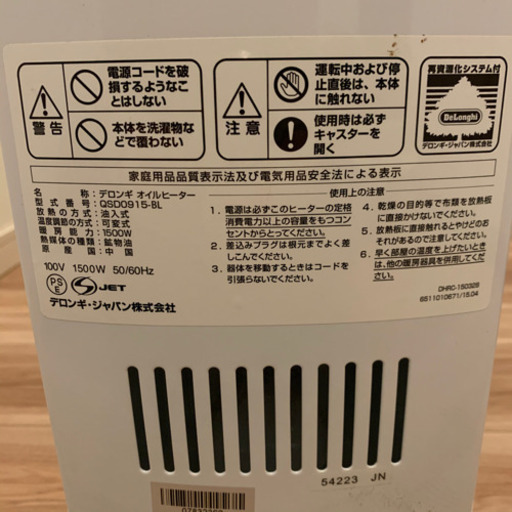 警告
電源コードを破
損するようなこ
とはしない
本体を洗濯物な
どで覆わない
注意
運転中および停
止直後は、本体
に触れない
使用時は必ず
キャスターを
開く
再資源化システム付
DeLonghi
デロンギ・ジャパン株式会社
家庭用品品質表示法及び電気用品安全法による表示
名称：デロンギ オイルヒーター
型式番号：QSD0915-BL
放熱の方式：油入式
温度調節の方式：可変式
暖房能力：1500W
熱媒体の種類：鉱物油
原産国：中国
100V 1500W 50/60Hz
PSE
JET
デロンギ・ジャパン株式会社
使用上の注意
1. 電源は必ずこのヒーターの定格
消費電力以上の容量をもつコン
セントからとってください。
2. 差込みプラグは根元までよく差
し込んでください。
3. 器体を移動するときはコードを
引張らないでください。
4. 乾燥の目的等で布類を放熱板
に直接かけないでください。
5. 放熱板に直接触れるとやけどのお
それがあるので注意してください。
6. 早く部屋の温度を上げたいとき
は、他の暖房器具を併用してください。
DHRC-150328
6511010671/15.04
54223 JN